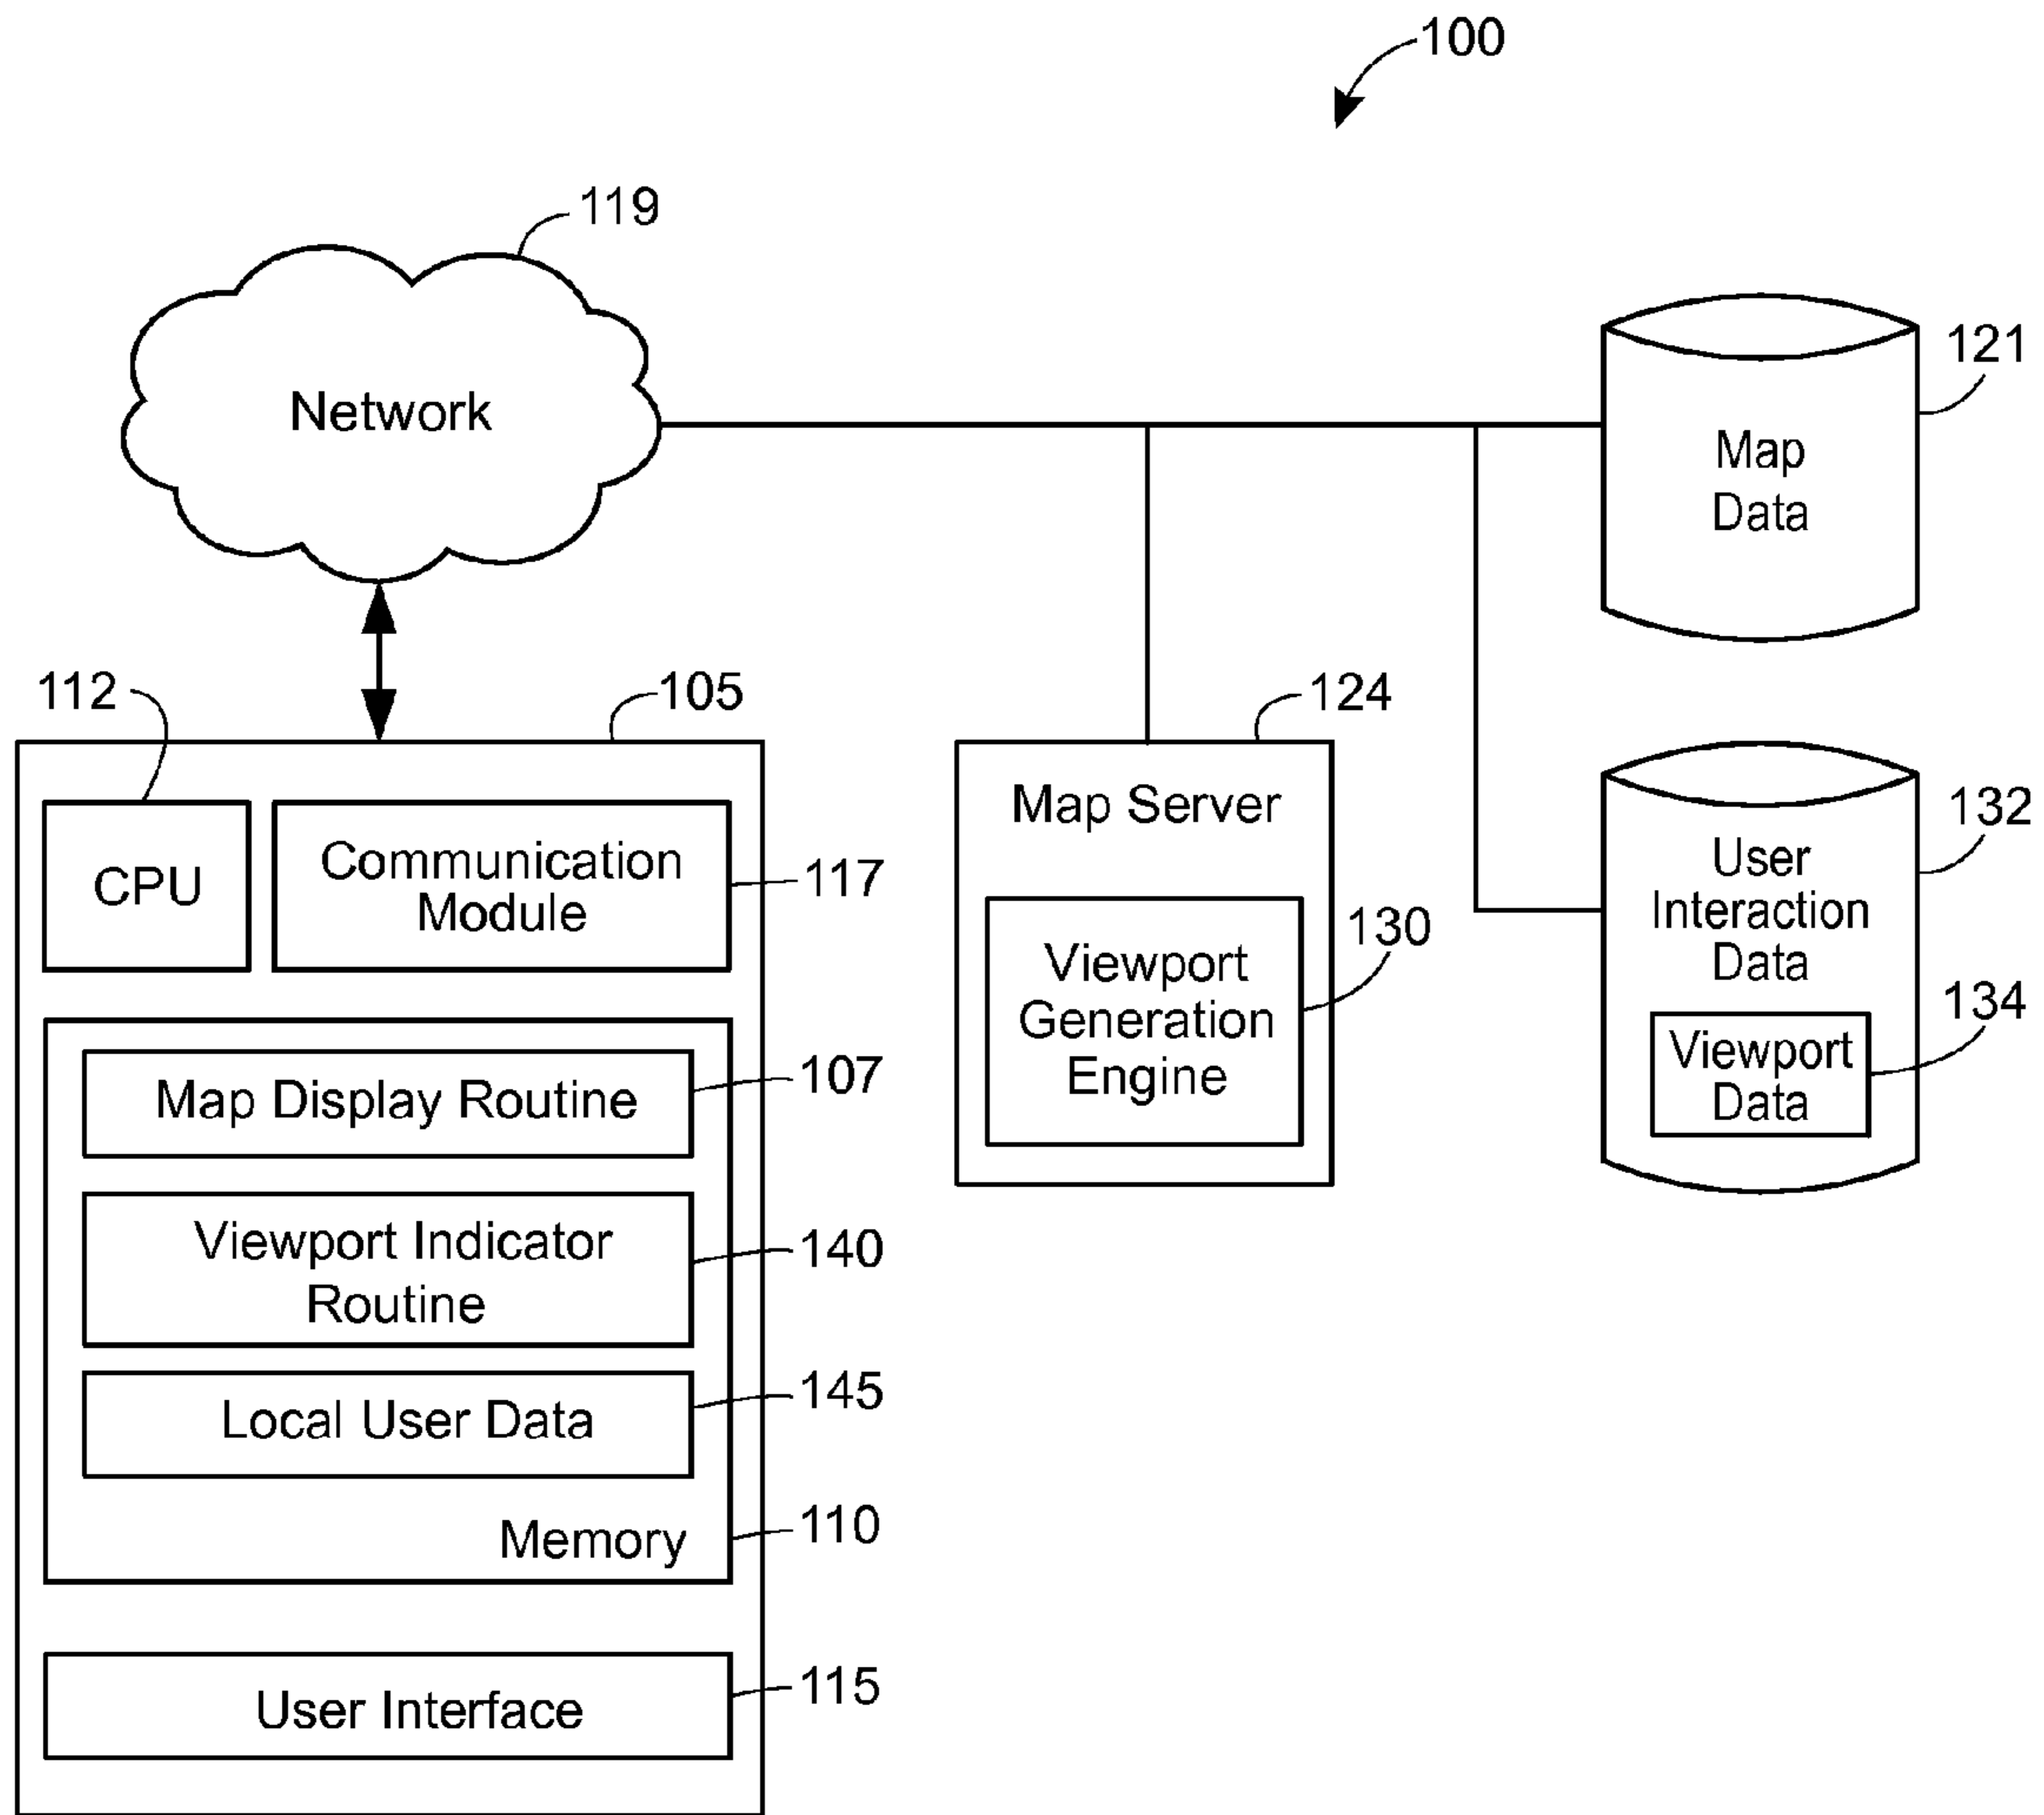 100
119
Network
121
Map
Data
112
105
124
CPU
Communication
Module
117
Map Server
Viewport
Generation
Engine
130
132
User
Interaction
Data
134
Viewport
Data
Map Display Routine
107
Viewport Indicator
Routine
140
Local User Data
145
Memory
110
User Interface
115